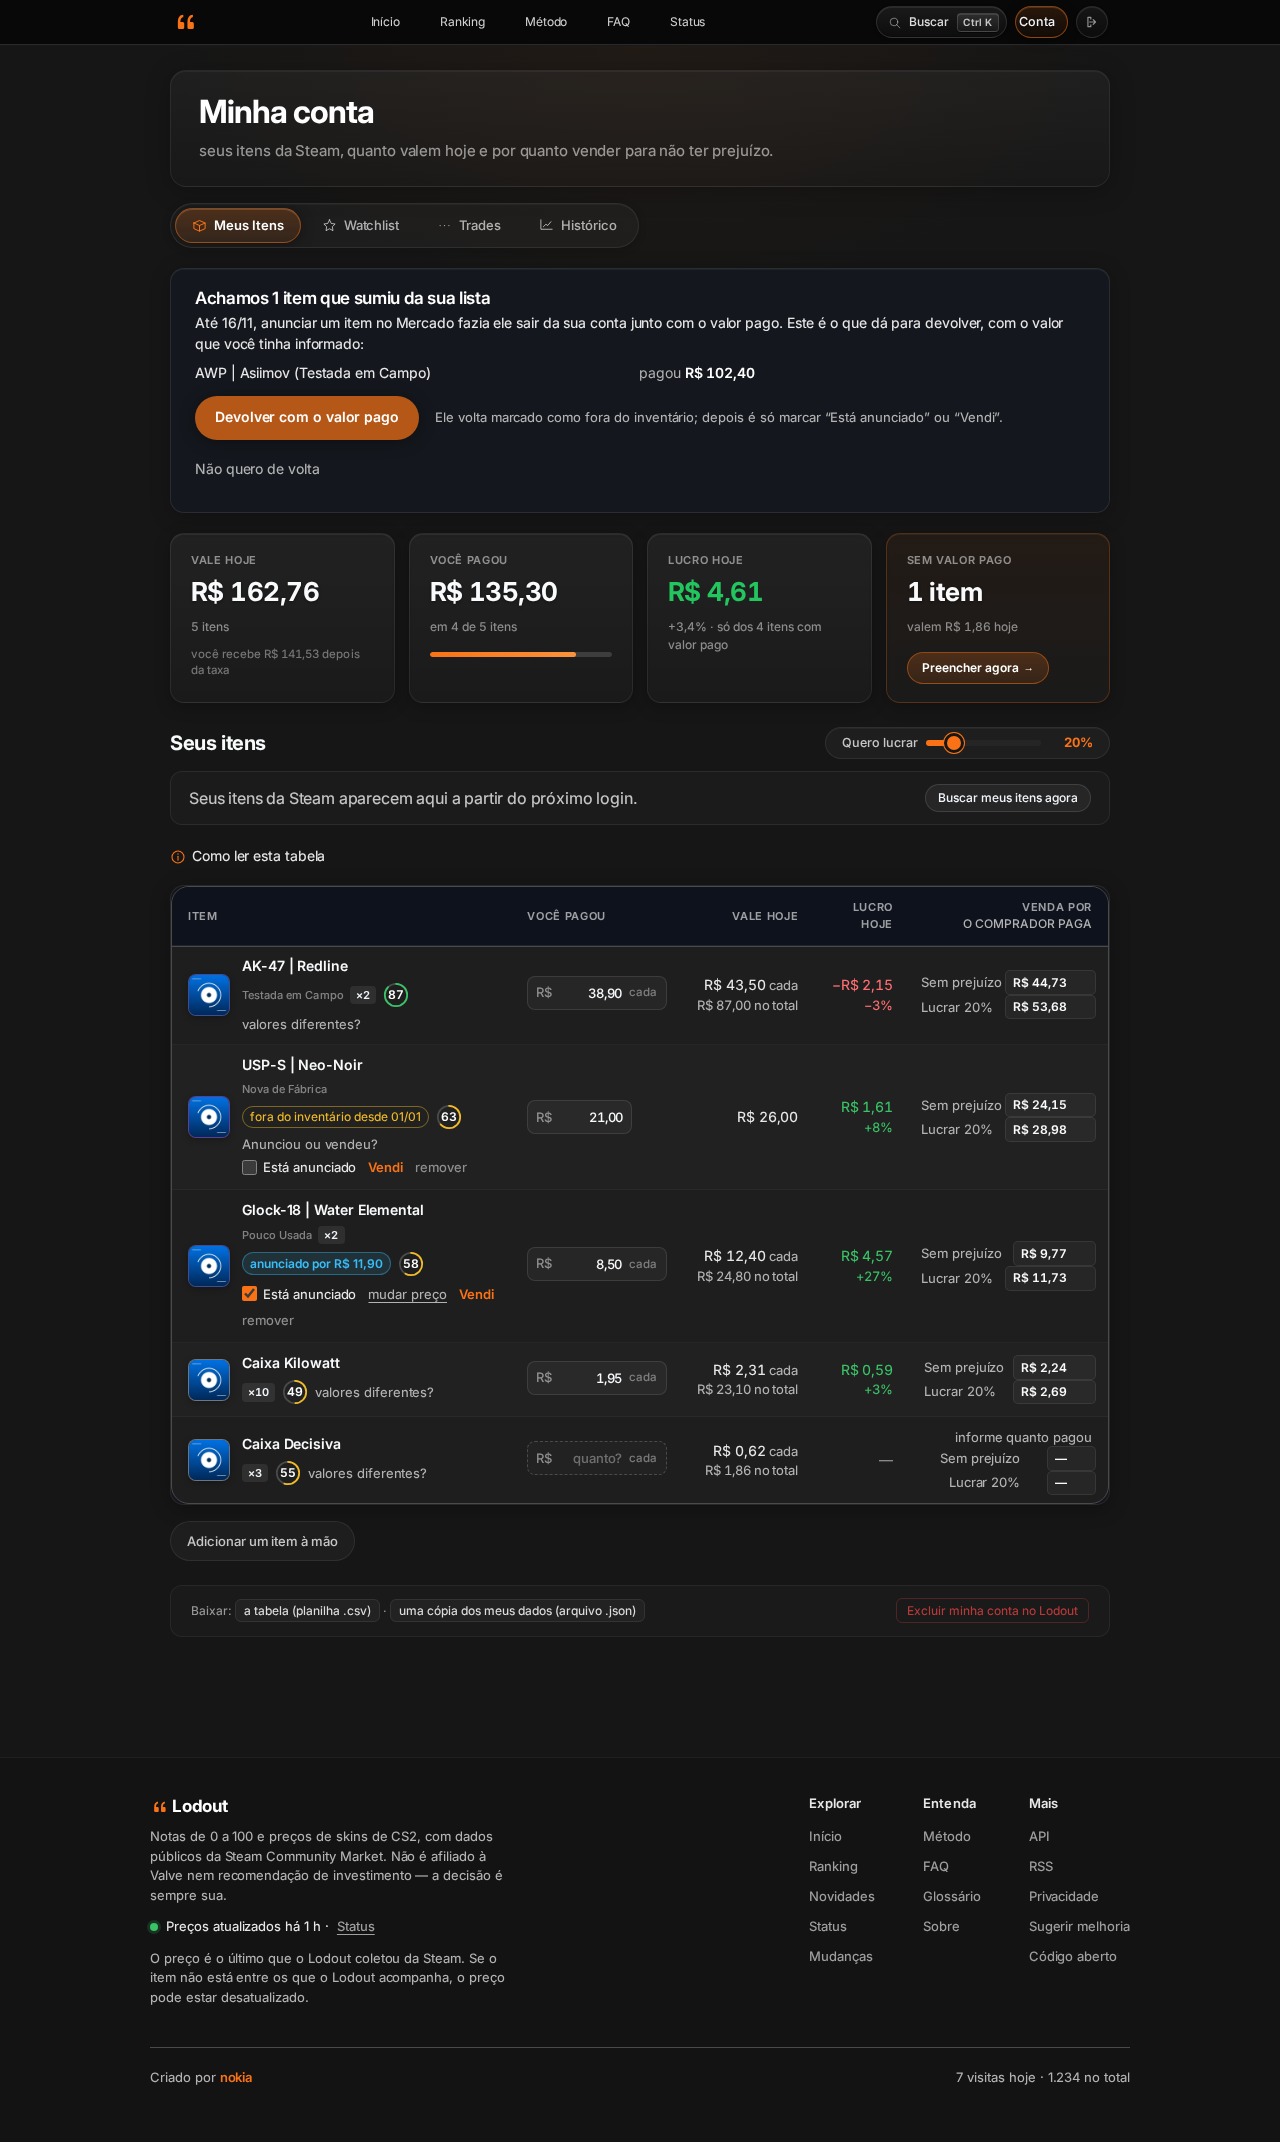 Início
Ranking
Método
FAQ
Status
Buscar Ctrl K
Conta
Minha conta
seus itens da Steam, quanto valem hoje e por quanto vender para não ter prejuízo.
Meus Itens
Watchlist
Trades
Histórico
Achamos 1 item que sumiu da sua lista
Até 16/11, anunciar um item no Mercado fazia ele sair da sua conta junto com o valor pago. Este é o que dá para devolver, com o valor
que você tinha informado:
AWP | Asiimov (Testada em Campo) pagou R$ 102,40
Devolver com o valor pago
Ele volta marcado como fora do inventário; depois é só marcar “Está anunciado” ou “Vendi”.
Não quero de volta
VALE HOJE
R$ 162,76
5 itens
você recebe R$ 141,53 depois
da taxa
VOCÊ PAGOU
R$ 135,30
em 4 de 5 itens
LUCRO HOJE
R$ 4,61
+3,4% · só dos 4 itens com
valor pago
SEM VALOR PAGO
1 item
valem R$ 1,86 hoje
Preencher agora →
Seus itens
Quero lucrar 20%
Seus itens da Steam aparecem aqui a partir do próximo login.
Buscar meus itens agora
Como ler esta tabela
ITEM
VOCÊ PAGOU
VALE HOJE
LUCRO
HOJE
VENDA POR
O COMPRADOR PAGA
AK-47 | Redline
Testada em Campo ×2 87
valores diferentes?
R$ 38,90 cada
R$ 43,50 cada
R$ 87,00 no total
−R$ 2,15
−3%
Sem prejuízo R$ 44,73
Lucrar 20% R$ 53,68
USP-S | Neo-Noir
Nova de Fábrica
fora do inventário desde 01/01 63
Anunciou ou vendeu?
Está anunciado Vendi remover
R$ 21,00
R$ 26,00
R$ 1,61
+8%
Sem prejuízo R$ 24,15
Lucrar 20% R$ 28,98
Glock-18 | Water Elemental
Pouco Usada ×2
anunciado por R$ 11,90 58
Está anunciado mudar preço Vendi
remover
R$ 8,50 cada
R$ 12,40 cada
R$ 24,80 no total
R$ 4,57
+27%
Sem prejuízo R$ 9,77
Lucrar 20% R$ 11,73
Caixa Kilowatt
×10 49 valores diferentes?
R$ 1,95 cada
R$ 2,31 cada
R$ 23,10 no total
R$ 0,59
+3%
Sem prejuízo R$ 2,24
Lucrar 20% R$ 2,69
Caixa Decisiva
×3 55 valores diferentes?
R$ quanto? cada
R$ 0,62 cada
R$ 1,86 no total
—
informe quanto pagou
Sem prejuízo —
Lucrar 20% —
Adicionar um item à mão
Baixar: a tabela (planilha .csv) · uma cópia dos meus dados (arquivo .json)
Excluir minha conta no Lodout
Lodout
Notas de 0 a 100 e preços de skins de CS2, com dados
públicos da Steam Community Market. Não é afiliado à
Valve nem recomendação de investimento — a decisão é
sempre sua.
Preços atualizados há 1 h · Status
O preço é o último que o Lodout coletou da Steam. Se o
item não está entre os que o Lodout acompanha, o preço
pode estar desatualizado.
Explorar
Início
Ranking
Novidades
Status
Mudanças
Entenda
Método
FAQ
Glossário
Sobre
Mais
API
RSS
Privacidade
Sugerir melhoria
Código aberto
Criado por nokia
7 visitas hoje · 1.234 no total